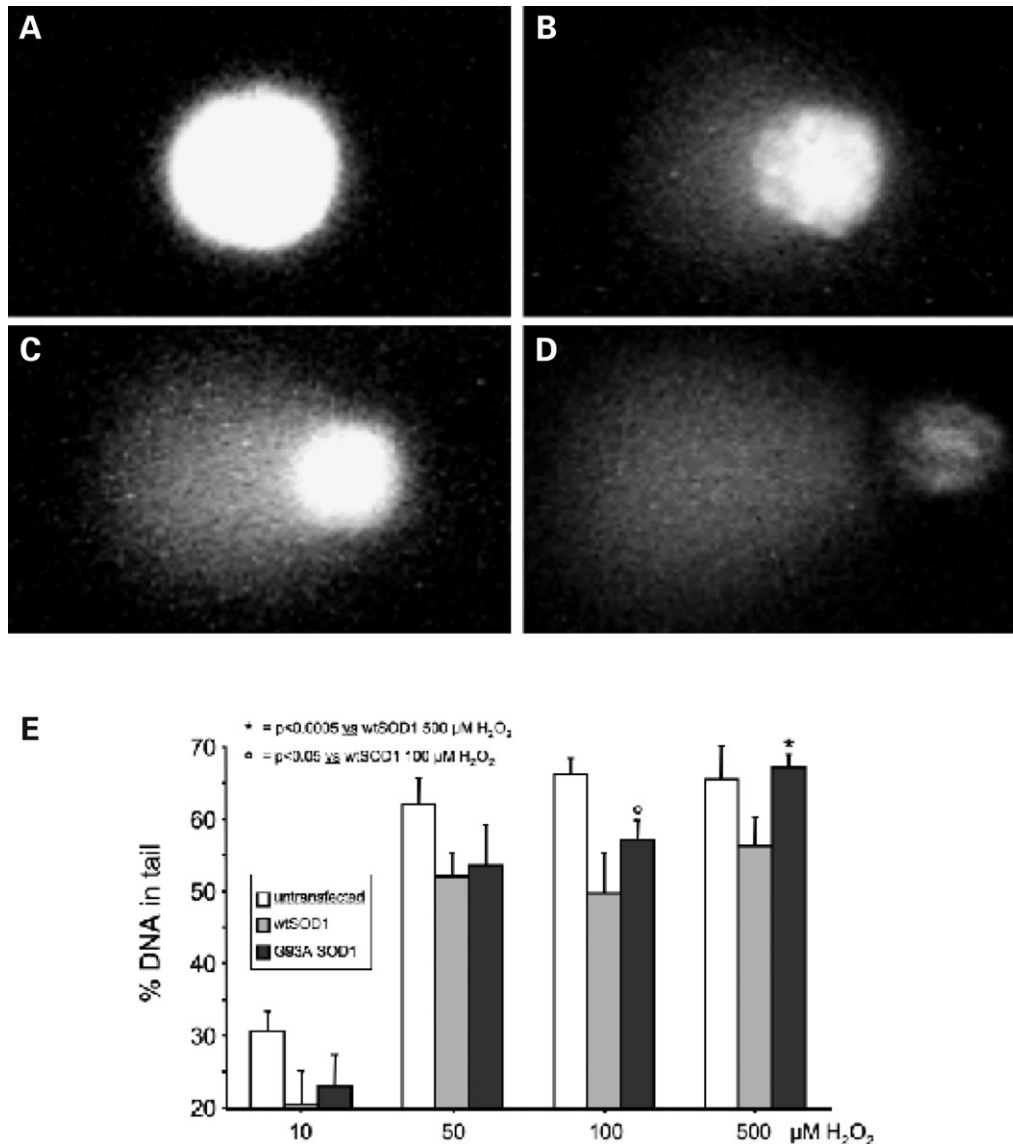 A
B
C
D
E
* = p<0.0005 vs wtSOD1 500 µM H₂O₂
° = p<0.05 vs wtSOD1 100 µM H₂O₂
% DNA in tail
70
60
50
40
30
20
untransfected
wtSOD1
G93A SOD1
°
*
10 50 100 500 µM H₂O₂